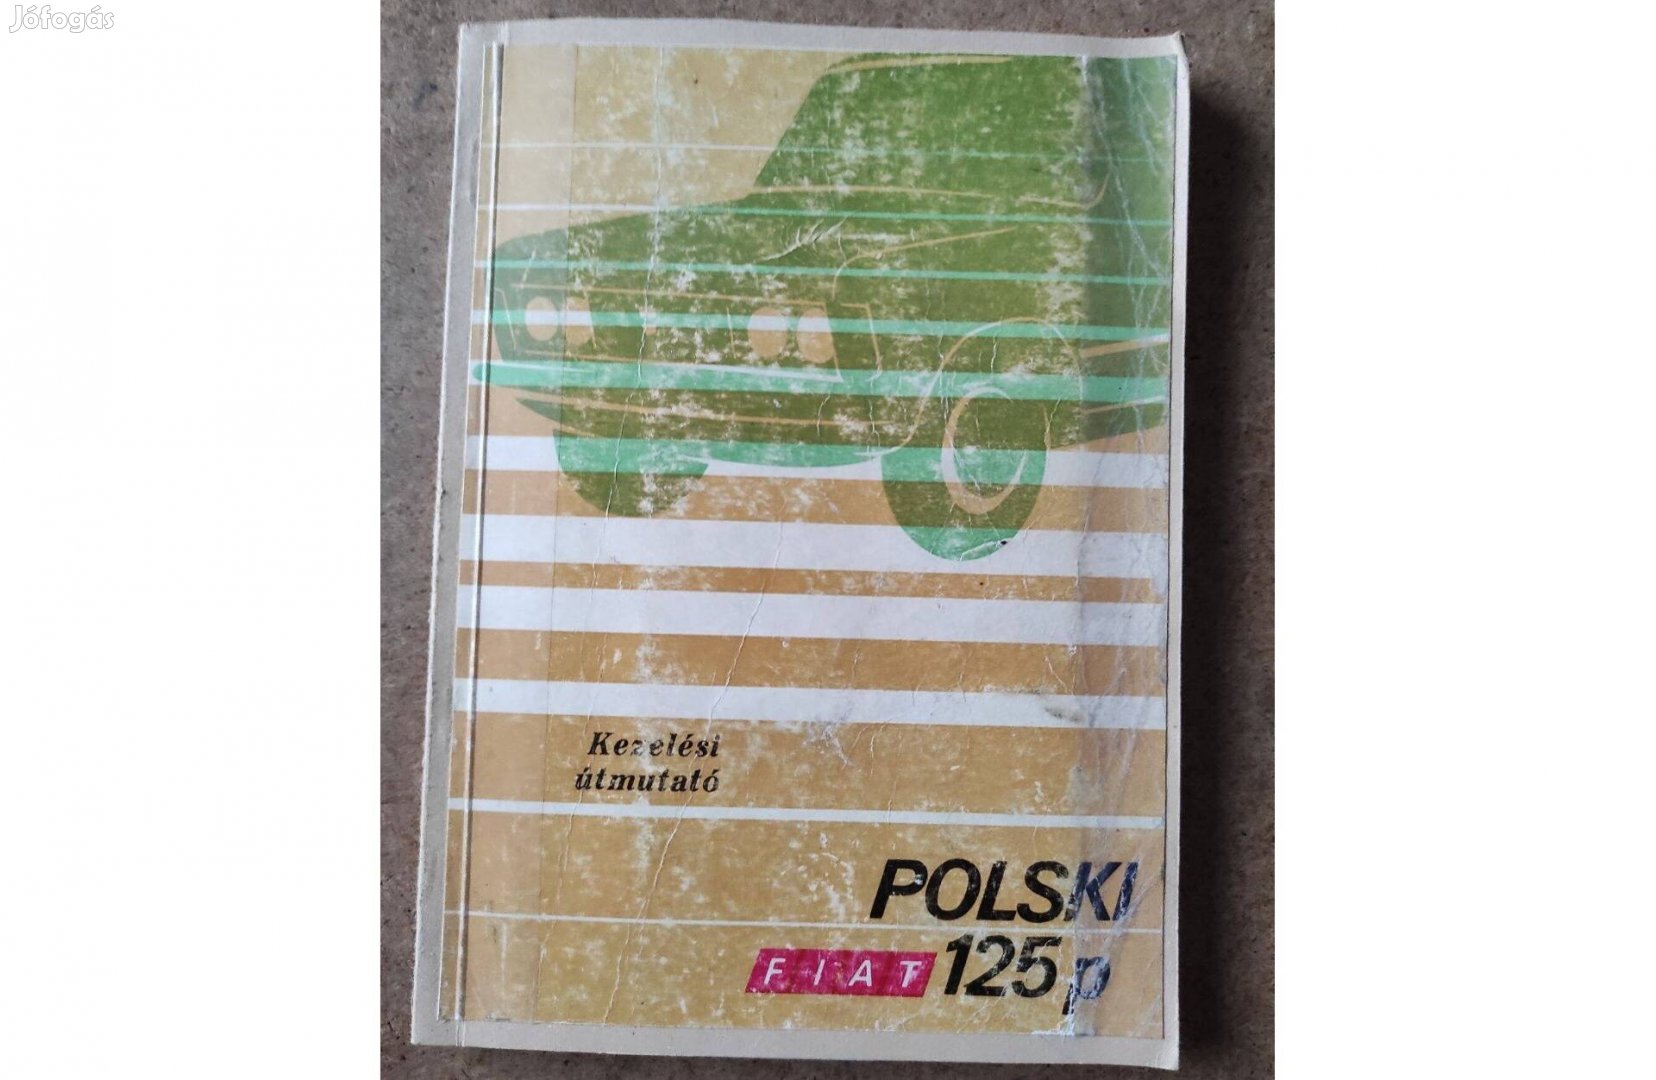 Jófogás
Kezelési
útmutató
POLSKI
FIAT 125p